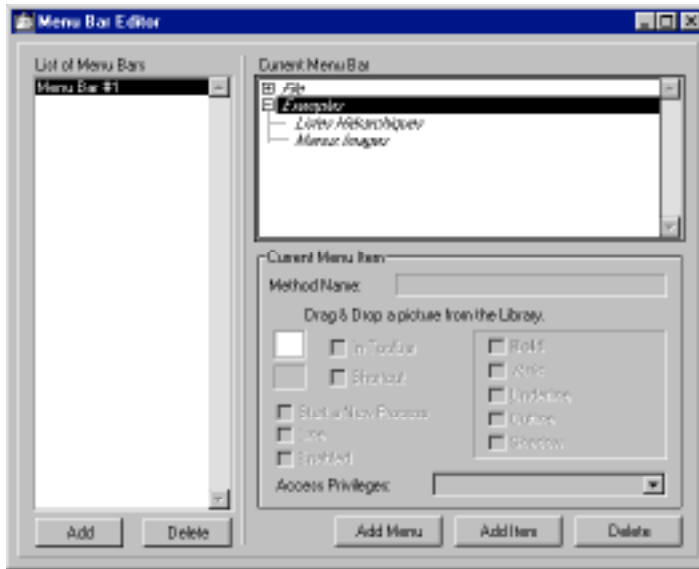 Menu Bar Editor
List of Menu Bars
Menu Bar #1
Add
Delete
Current Menu Bar
File
Exemples
Listes Hiérarchiques
Menus Images
Current Menu Item
Method Name:
Drag & Drop a picture from the Library.
In Toolbar
Shortcut
Start a New Process
Line
Enabled
Bold
Italic
Underline
Outline
Shadow
Access Privileges:
Add Menu
Add Item
Delete